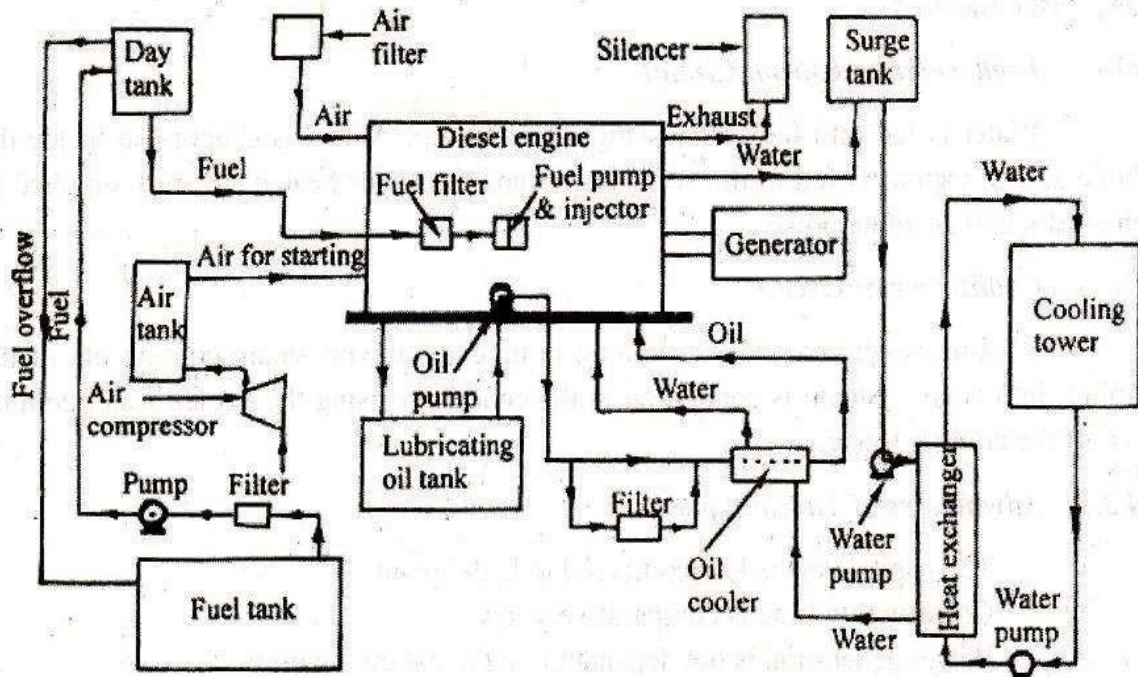 Air
filter
Day
tank
Silencer
Surge
tank
Air
Exhaust
Diesel engine
Water
Fuel
Water
Fuel filter
Fuel pump
& injector
Generator
Air for starting
Fuel overflow
Fuel
Air
tank
Cooling
tower
Oil
Oil
pump
Water
Air
compressor
Lubricating
oil tank
Pump
Filter
Filter
Oil
cooler
Water
pump
Heat exchanger
Fuel tank
Water
Water
pump